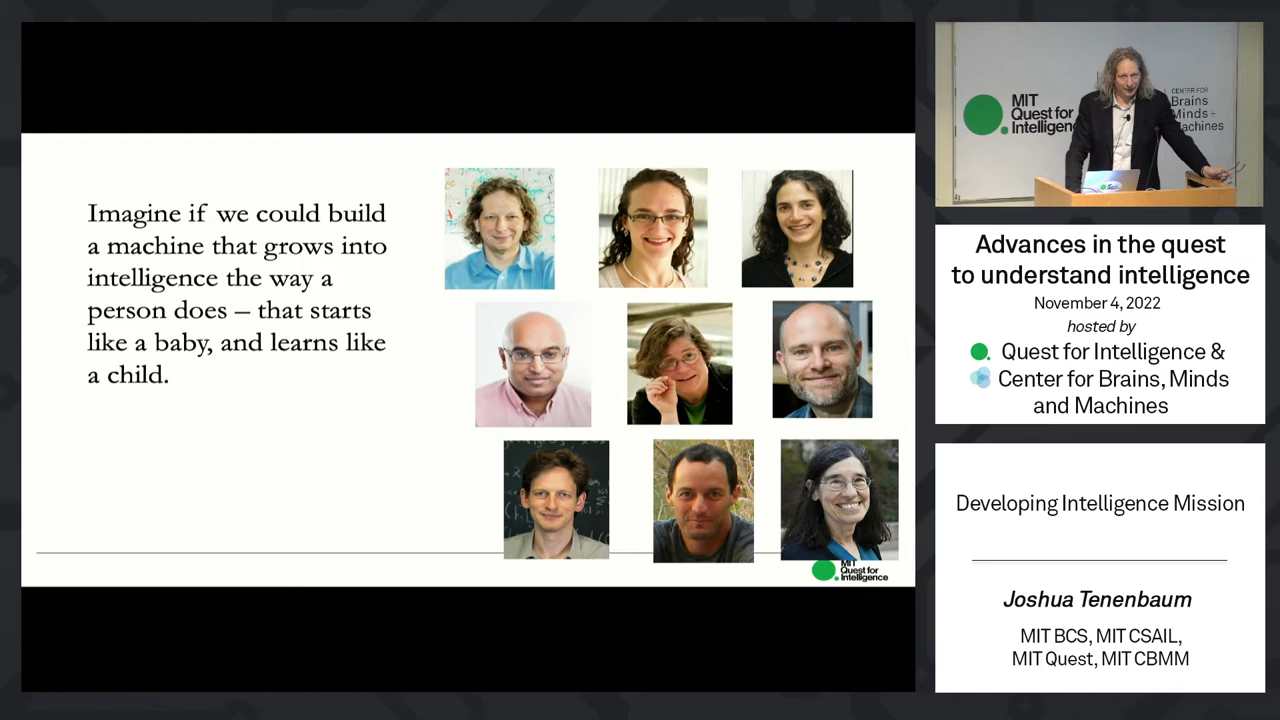 Imagine if we could build
a machine that grows into
intelligence the way a
person does – that starts
like a baby, and learns like
a child.
MIT
Quest for
Intelligence
MIT
Quest for
Intelligenc
CENTER FOR
Brains
Minds+
Machines
Advances in the quest
to understand intelligence
November 4, 2022
hosted by
Quest for Intelligence &
Center for Brains, Minds
and Machines
Developing Intelligence Mission
Joshua Tenenbaum
MIT BCS, MIT CSAIL,
MIT Quest, MIT CBMM